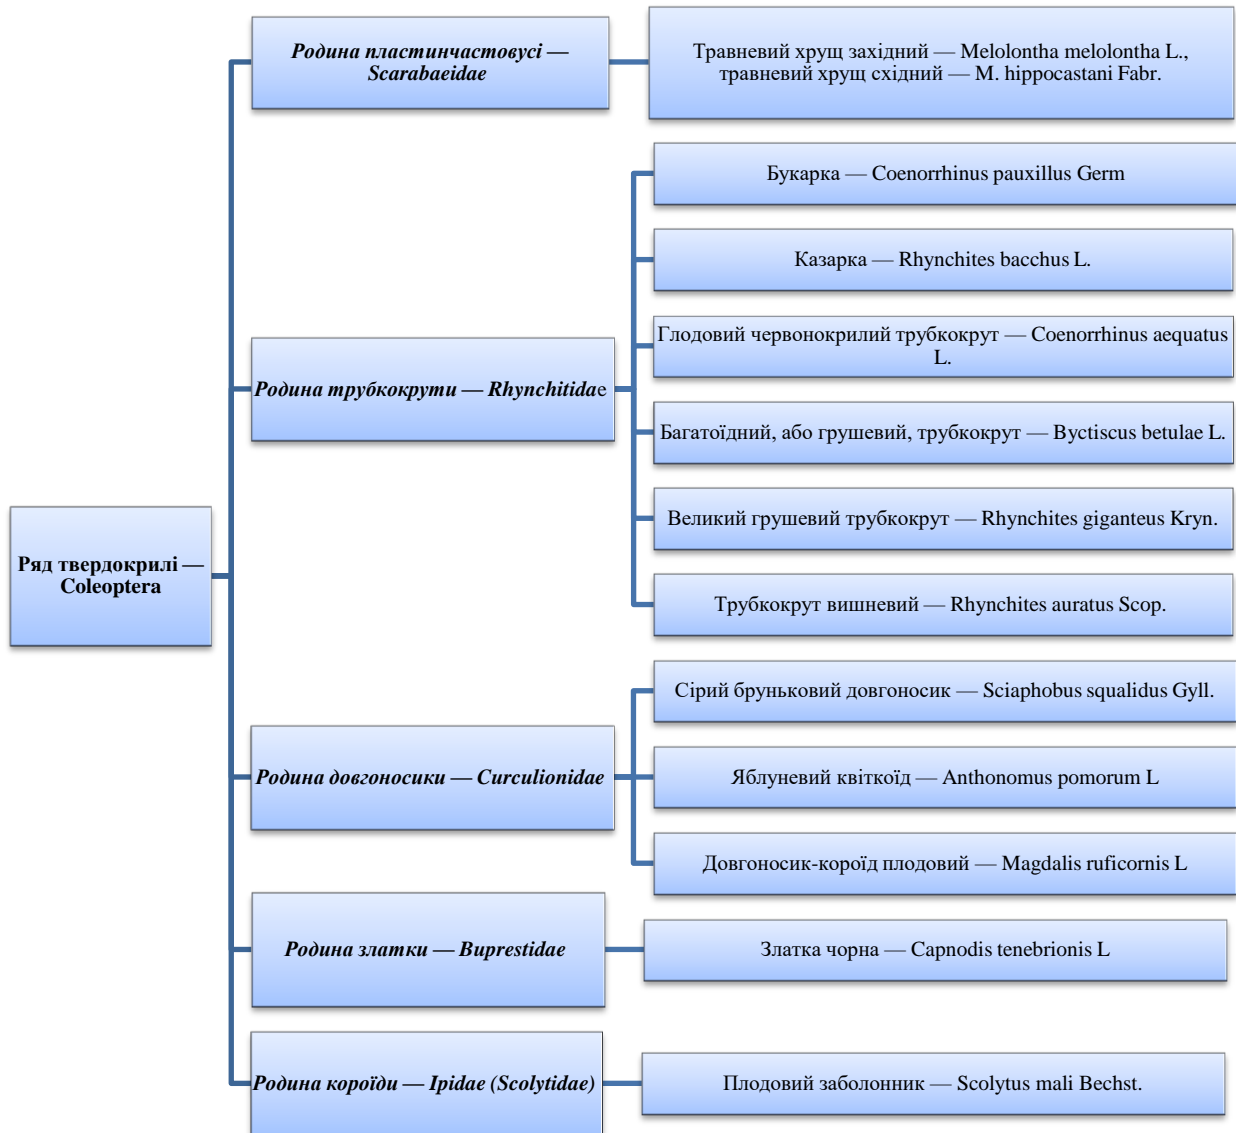 Родина пластинчастовусі —
Scarabaeidae
Травневий хрущ західний — Melolontha melolontha L.,
травневий хрущ східний — M. hippocastani Fabr.
Букарка — Coenorrhinus pauxillus Germ
Казарка — Rhynchites bacchus L.
Глодовий червонокрилий трубкокрут — Coenorrhinus aequatus
L.
Родина трубкокрути — Rhynchitidae
Багатоїдний, або грушевий, трубкокрут — Byctiscus betulae L.
Великий грушевий трубкокрут — Rhynchites giganteus Kryn.
Ряд твердокрилі —
Coleoptera
Трубкокрут вишневий — Rhynchites auratus Scop.
Сірий бруньковий довгоносик — Sciaphobus squalidus Gyll.
Родина довгоносики — Curculionidae
Яблуневий квіткоїд — Anthonomus pomorum L
Довгоносик-короїд плодовий — Magdalis ruficornis L
Родина златки — Buprestidae
Златка чорна — Capnodis tenebrionis L
Родина короїди — Ipidae (Scolytidae)
Плодовий заболонник — Scolytus mali Bechst.